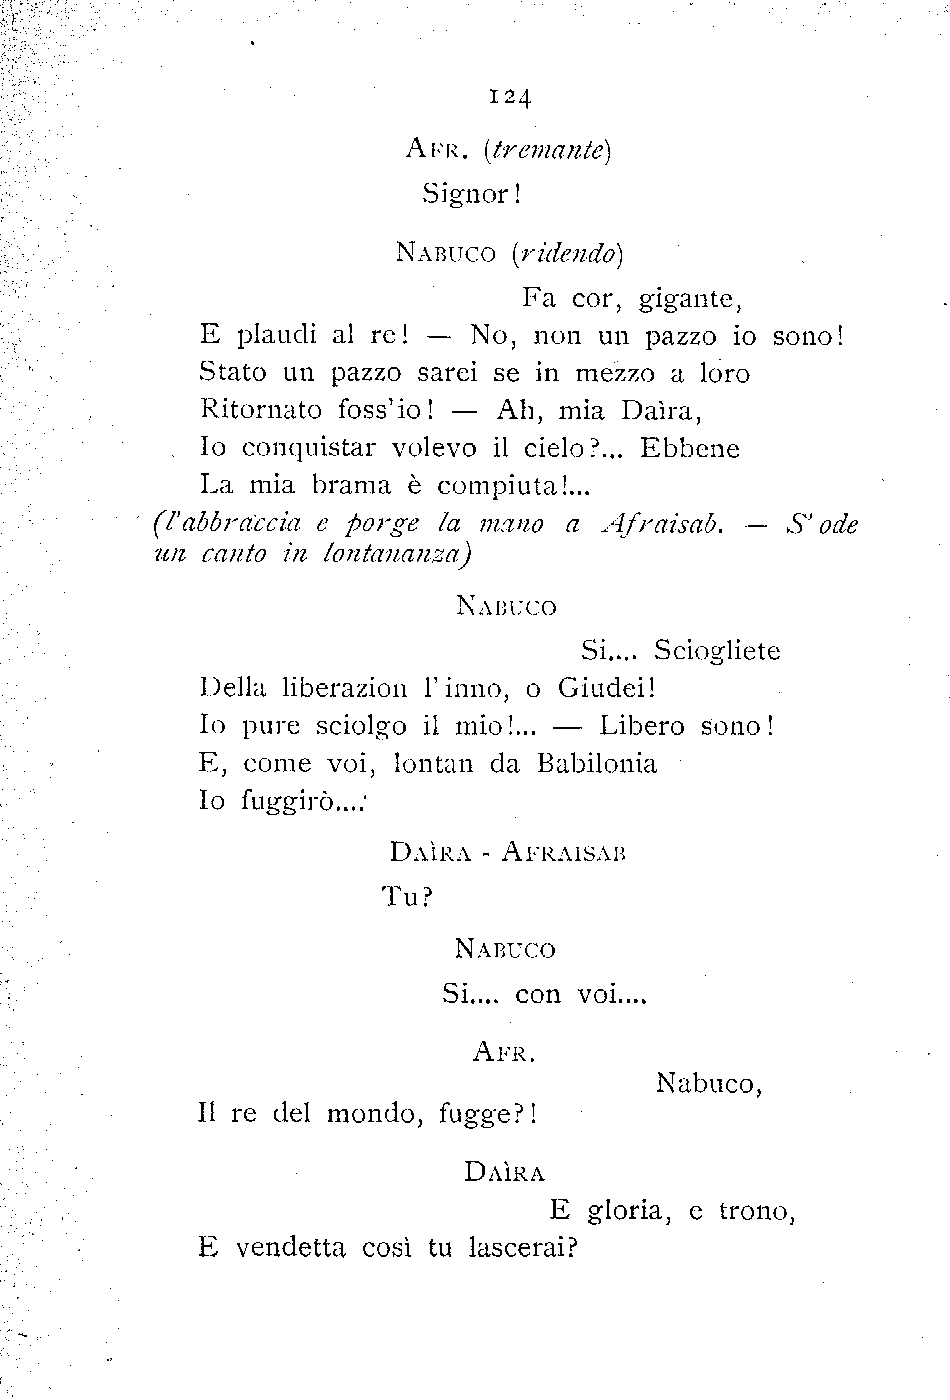 124
AFR. (tremante)
Signor!
NABUCO (ridendo)
Fa cor, gigante,
E plaudi al re! — No, non un pazzo io sono!
Stato un pazzo sarei se in mezzo a loro
Ritornato foss'io! — Ah, mia Daìra,
Io conquistar volevo il cielo?... Ebbene
La mia brama è compiuta!...
(l'abbraccia e porge la mano a Afraisab. — S'ode
un canto in lontananza)
NABUCO
Si.... Sciogliete
Della liberazion l'inno, o Giudei!
Io pure sciolgo il mio!... — Libero sono!
E, come voi, lontan da Babilonia
Io fuggirò....
DAÌRA - AFRAISAB
Tu?
NABUCO
Si.... con voi....
AFR.
Nabuco,
Il re del mondo, fugge?!
DAÌRA
E gloria, e trono,
E vendetta così tu lascerai?